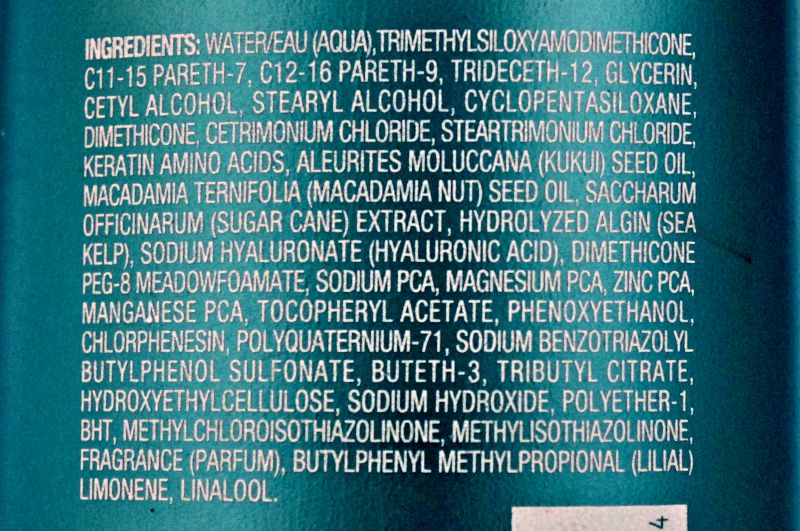 INGREDIENTS: WATER/EAU (AQUA), TRIMETHYLSILOXYAMODIMETHICONE,
C11-15 PARETH-7, C12-16 PARETH-9, TRIDECETH-12, GLYCERIN,
CETYL ALCOHOL, STEARYL ALCOHOL, CYCLOPENTASILOXANE,
DIMETHICONE, CETRIMONIUM CHLORIDE, STEARTRIMONIUM CHLORIDE,
KERATIN AMINO ACIDS, ALEURITES MOLUCCANA (KUKUI) SEED OIL,
MACADAMIA TERNIFOLIA (MACADAMIA NUT) SEED OIL, SACCHARUM
OFFICINARUM (SUGAR CANE) EXTRACT, HYDROLYZED ALGIN (SEA
KELP), SODIUM HYALURONATE (HYALURONIC ACID), DIMETHICONE
PEG-8 MEADOWFOAMATE, SODIUM PCA, MAGNESIUM PCA, ZINC PCA,
MANGANESE PCA, TOCOPHERYL ACETATE, PHENOXYETHANOL,
CHLORPHENESIN, POLYQUATERNIUM-71, SODIUM BENZOTRIAZOLYL
BUTYLPHENOL SULFONATE, BUTETH-3, TRIBUTYL CITRATE,
HYDROXYETHYLCELLULOSE, SODIUM HYDROXIDE, POLYETHER-1,
BHT, METHYLCHLOROISOTHIAZOLINONE, METHYLISOTHIAZOLINONE,
FRAGRANCE (PARFUM), BUTYLPHENYL METHYLPROPIONAL (LILIAL)
LIMONENE, LINALOOL.
4